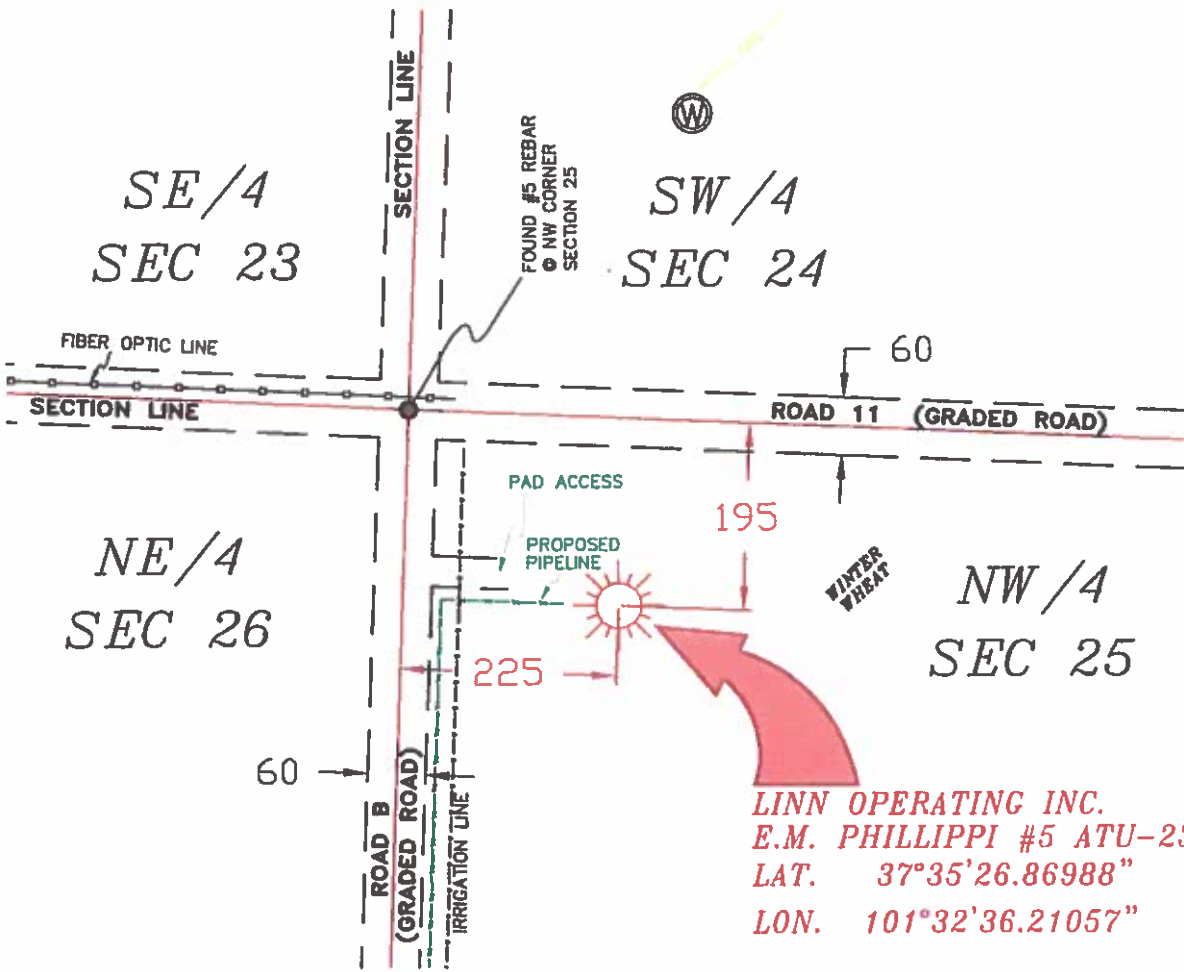 SE/4
SEC 23
SECTION LINE
FOUND #5 REBAR
@ NW CORNER
SECTION 25
W
SW/4
SEC 24
FIBER OPTIC LINE
SECTION LINE
60
ROAD 11 (GRADED ROAD)
PAD ACCESS
PROPOSED
PIPELINE
195
WINTER
WHEAT
NE/4
SEC 26
NW/4
SEC 25
225
60
ROAD B
(GRADED ROAD)
IRRIGATION LINE
LINN OPERATING INC.
E.M. PHILLIPPI #5 ATU-23
LAT. 37°35'26.86988"
LON. 101°32'36.21057"